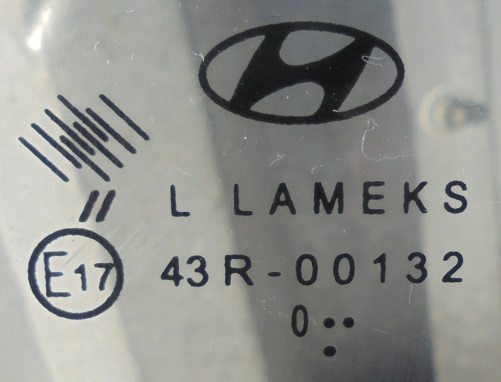 //
L LAMEKS
E17
43R-00132
0••
•